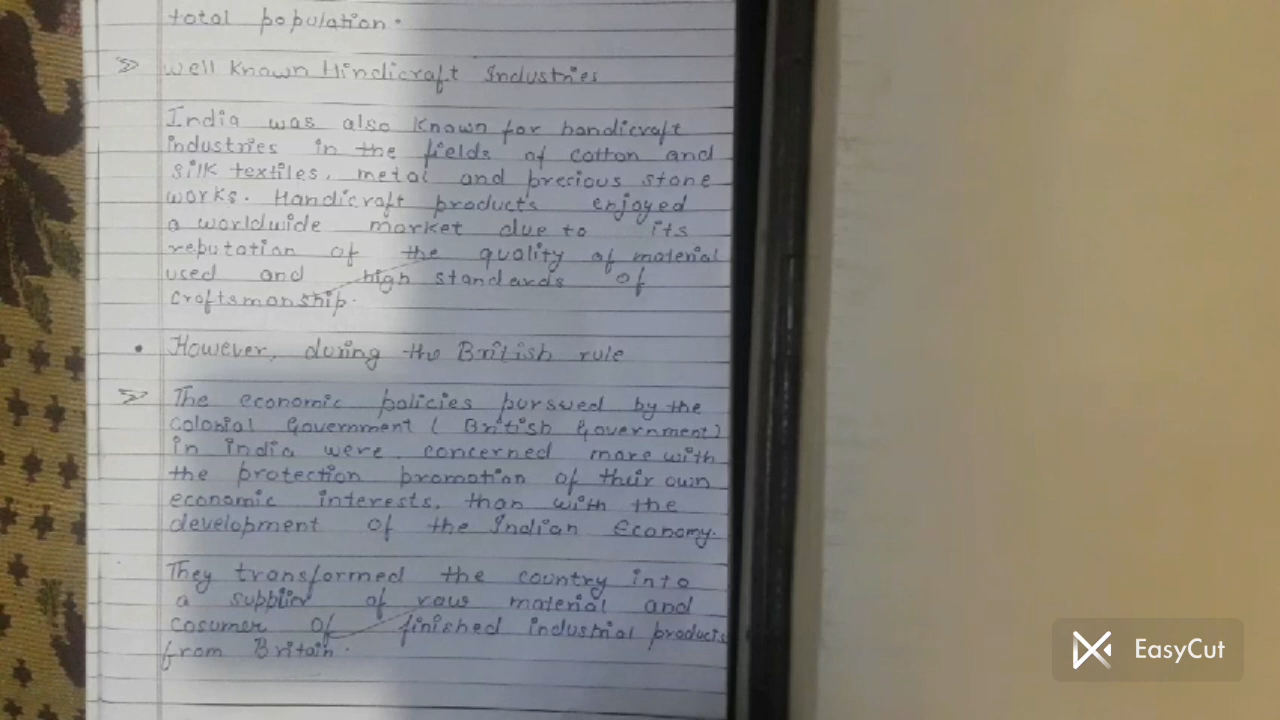 total population.
Well Known Hindicraft Industries
India was also known for handicraft
industries in the fields of cotton and
silk textiles, metal and precious stone
works. Handicraft products enjoyed
a worldwide market due to its
reputation of the quality of material
used and high standards of
craftsmanship.
• However, during the British rule
The economic policies pursued by the
colonial Government ( British Government)
in india were concerned more with
the protection promotion of their own
economic interests, than with the
development of the Indian Economy.
They transformed the country into
a supplier of raw material and
cosumer of finished industrial products
from Britain.
EasyCut